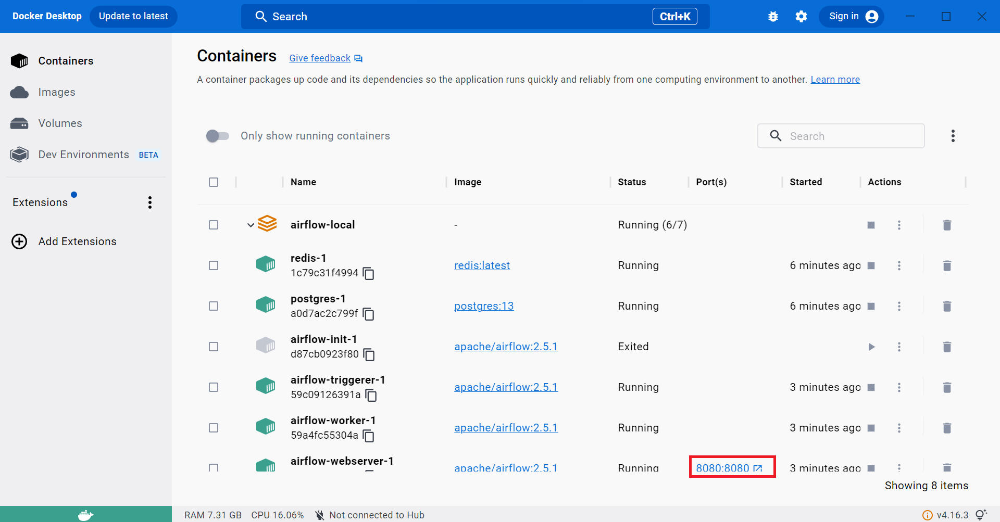 Docker Desktop Update to latest Search Ctrl+K Sign in
Containers
Images
Volumes
Dev Environments BETA
Extensions
Add Extensions
Containers Give feedback
A container packages up code and its dependencies so the application runs quickly and reliably from one computing environment to another. Learn more
Only show running containers Search
Name Image Status Port(s) Started Actions
airflow-local - Running (6/7)
redis-1
1c79c31f4994 redis:latest Running 6 minutes ago
postgres-1
a0d7ac2c799f postgres:13 Running 6 minutes ago
airflow-init-1
d87cb0923f80 apache/airflow:2.5.1 Exited
airflow-triggerer-1
59c09126391a apache/airflow:2.5.1 Running 3 minutes ago
airflow-worker-1
59a4fc55304a apache/airflow:2.5.1 Running 3 minutes ago
airflow-webserver-1
apache/airflow:2.5.1 Running 8080:8080 3 minutes ago
Showing 8 items
RAM 7.31 GB CPU 16.06% Not connected to Hub v4.16.3